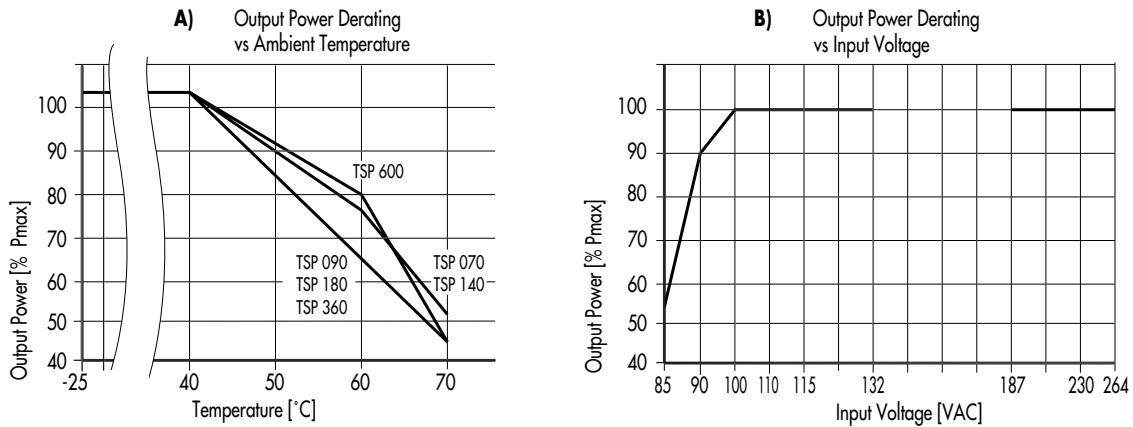 A) Output Power Derating
vs Ambient Temperature
Output Power [% Pmax]
100
90
80
70
60
50
40
TSP 600
TSP 090
TSP 180
TSP 360
TSP 070
TSP 140
-25 40 50 60 70
Temperature [˚C]
B) Output Power Derating
vs Input Voltage
Output Power [% Pmax]
100
90
80
70
60
50
40
85 90 100 110 115 132 187 230 264
Input Voltage [VAC]